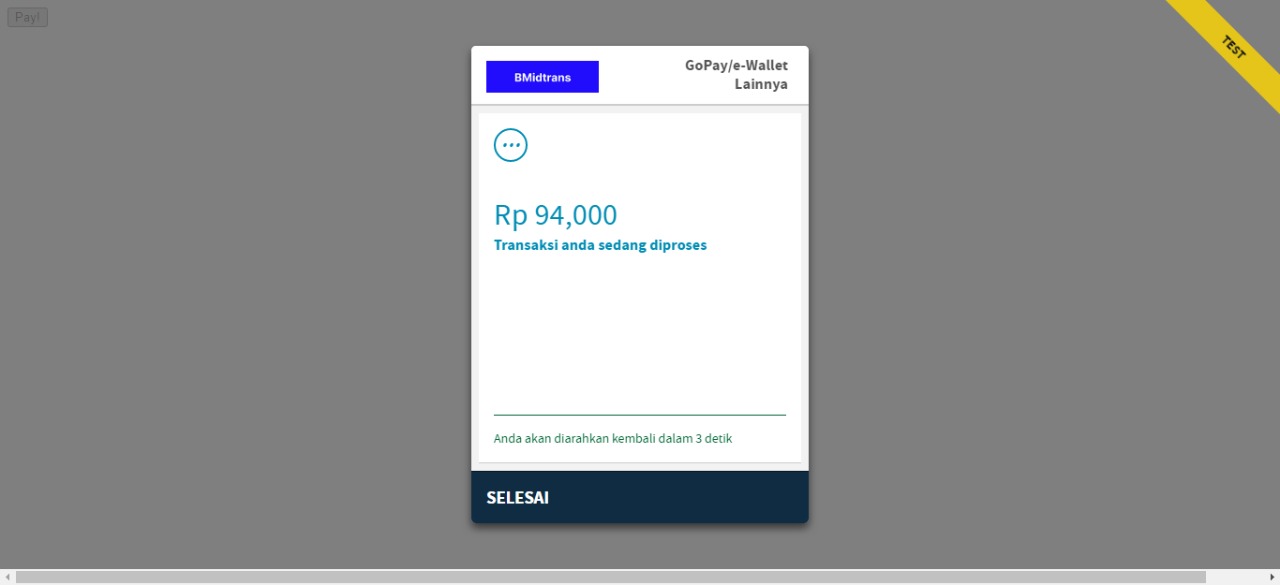 Pay!
TEST
BMidtrans
GoPay/e-Wallet
Lainnya
Rp 94,000
Transaksi anda sedang diproses
Anda akan diarahkan kembali dalam 3 detik
SELESAI